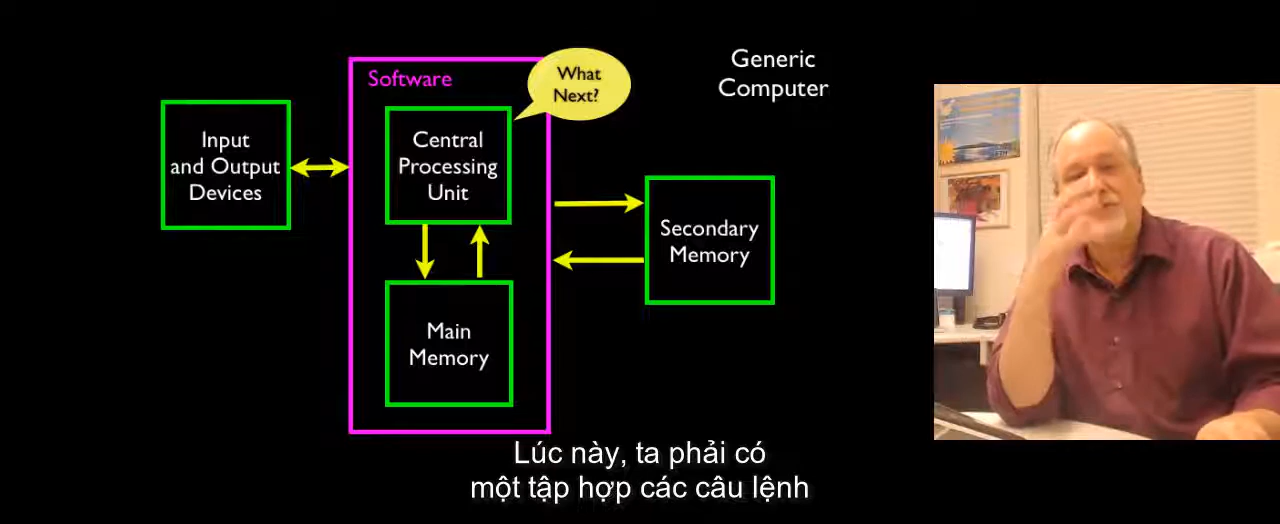 Generic
Computer
Software
What
Next?
Input
and Output
Devices
Central
Processing
Unit
Secondary
Memory
Main
Memory
Lúc này, ta phải có
một tập hợp các câu lệnh